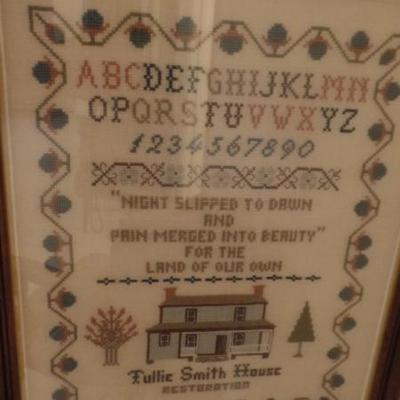 ABCDEFGHIJKLMN
OPQRSTUVWXYZ
1234567890
"NIGHT SLIPPED TO DAWN
AND
PAIN MERGED INTO BEAUTY"
FOR THE
LAND OF OUR OWN
Tullie Smith House
RESTORATION